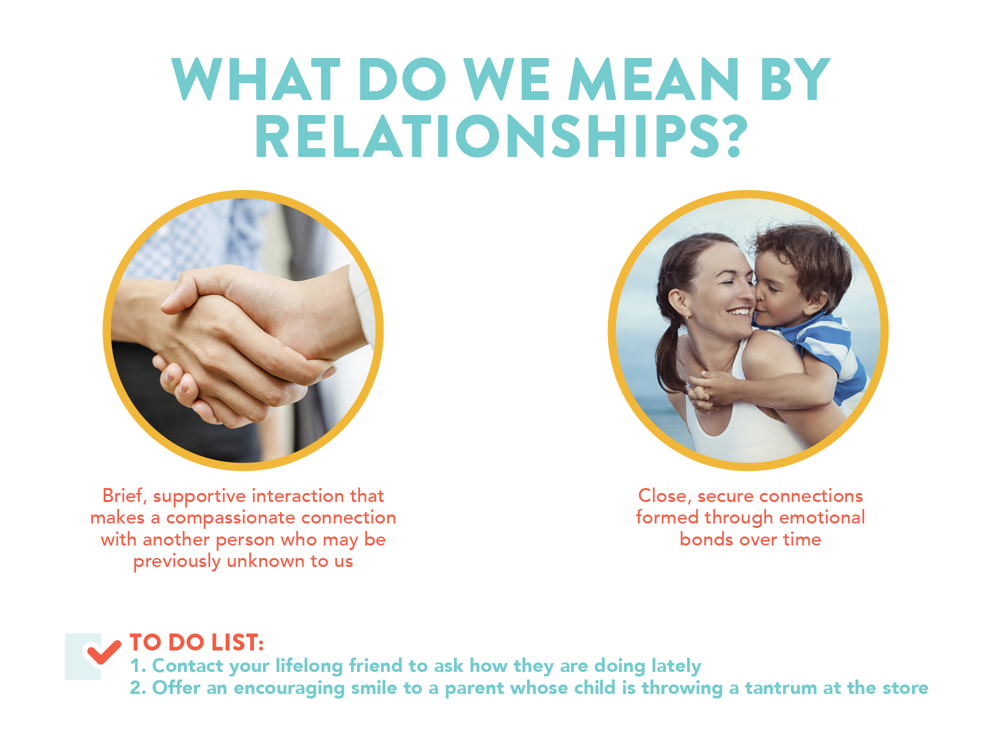 WHAT DO WE MEAN BY
RELATIONSHIPS?
Brief, supportive interaction that
makes a compassionate connection
with another person who may be
previously unknown to us
Close, secure connections
formed through emotional
bonds over time
TO DO LIST:
1. Contact your lifelong friend to ask how they are doing lately
2. Offer an encouraging smile to a parent whose child is throwing a tantrum at the store